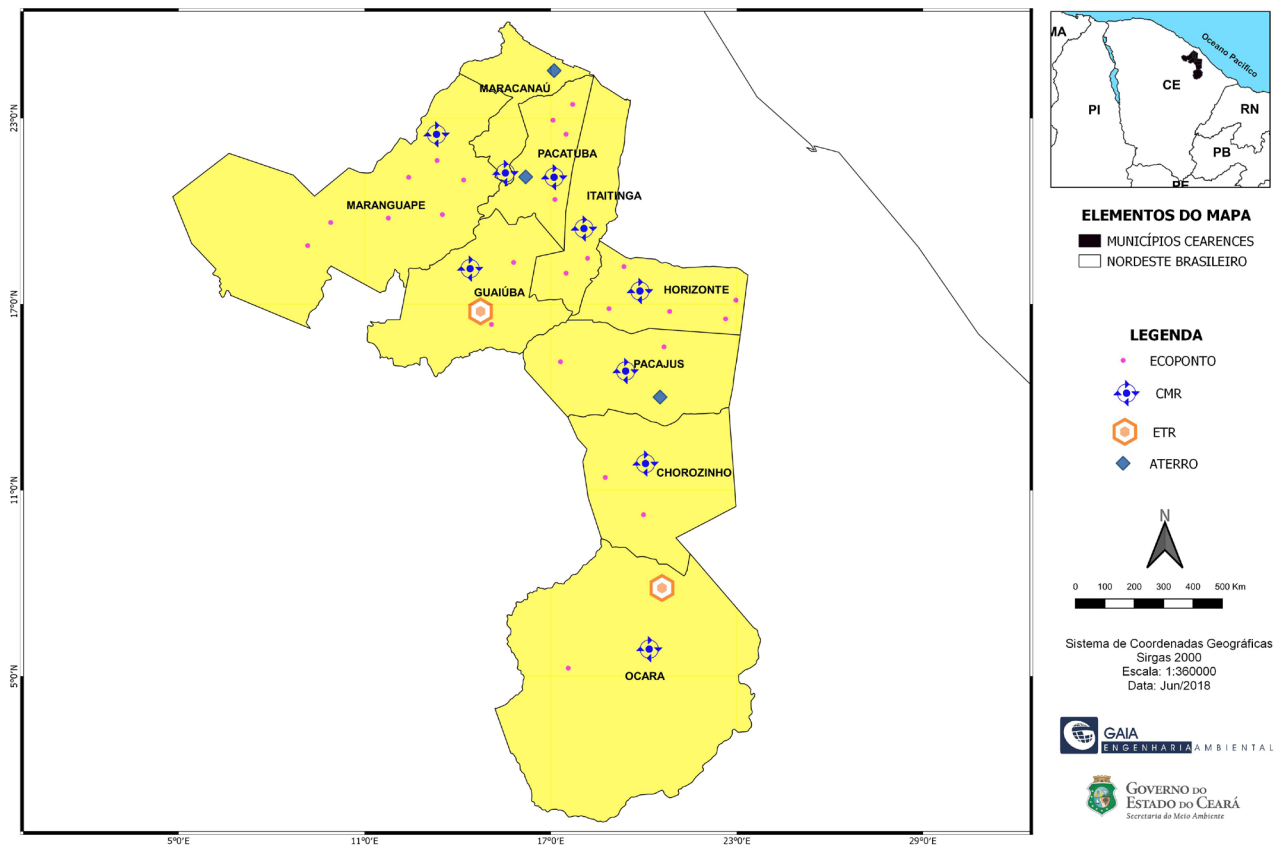 MARACANAÚ
PACATUBA
ITAITINGA
MARANGUAPE
GUAIÚBA
HORIZONTE
PACAJUS
CHOROZINHO
OCARA
23°0'N
17°0'N
11°0'N
5°0'N
5°0'E
11°0'E
17°0'E
23°0'E
29°0'E
MA
Oceano Pacífico
CE
PI
RN
PB
PE
ELEMENTOS DO MAPA
MUNICÍPIOS CEARENCES
NORDESTE BRASILEIRO
LEGENDA
ECOPONTO
CMR
ETR
ATERRO
N
0 100 200 300 400 500 Km
Sistema de Coordenadas Geográficas
Sirgas 2000
Escala: 1:360000
Data: Jun/2018
GAIA
ENGENHARIA AMBIENTAL
GOVERNO DO
ESTADO DO CEARÁ
Secretaria do Meio Ambiente